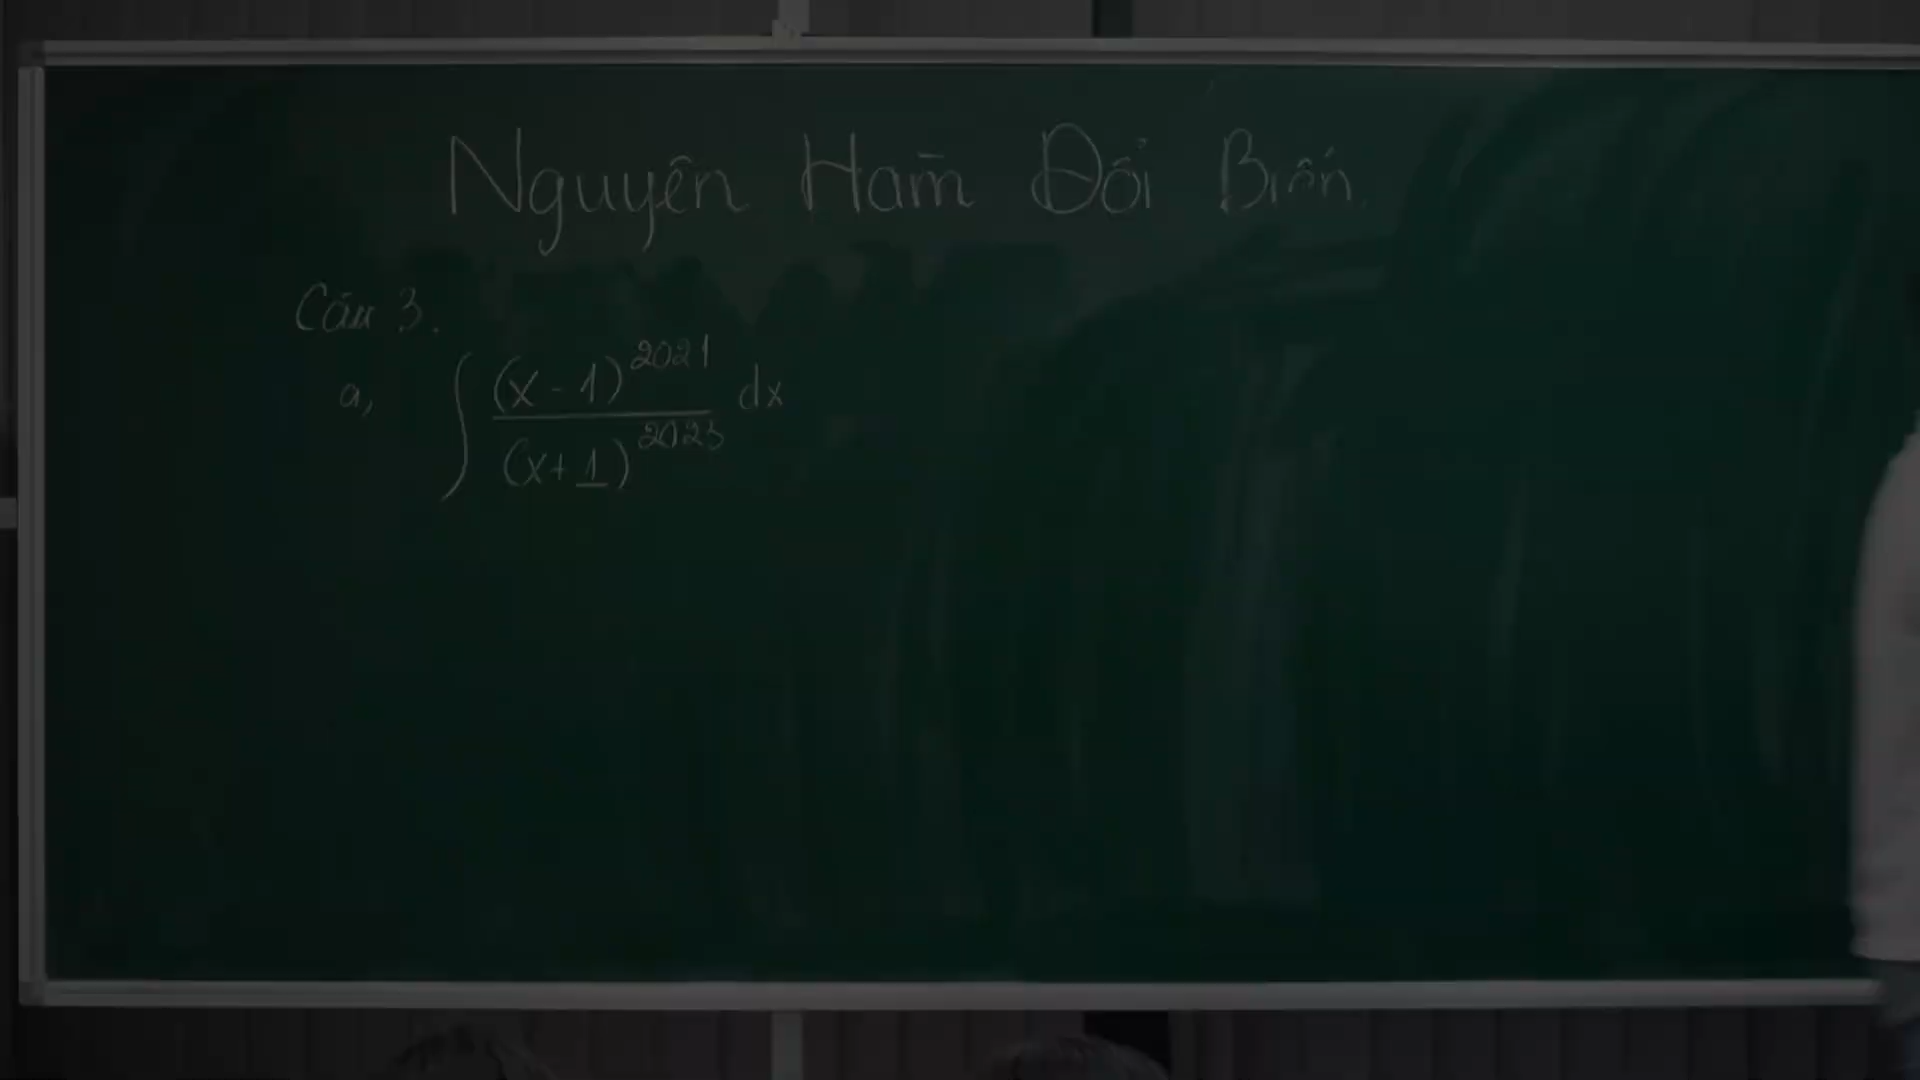 Nguyên Hàm Đổi Biến.
Câu 3.
a, ∫ (x-1)^2021 / (x+1)^2023 dx